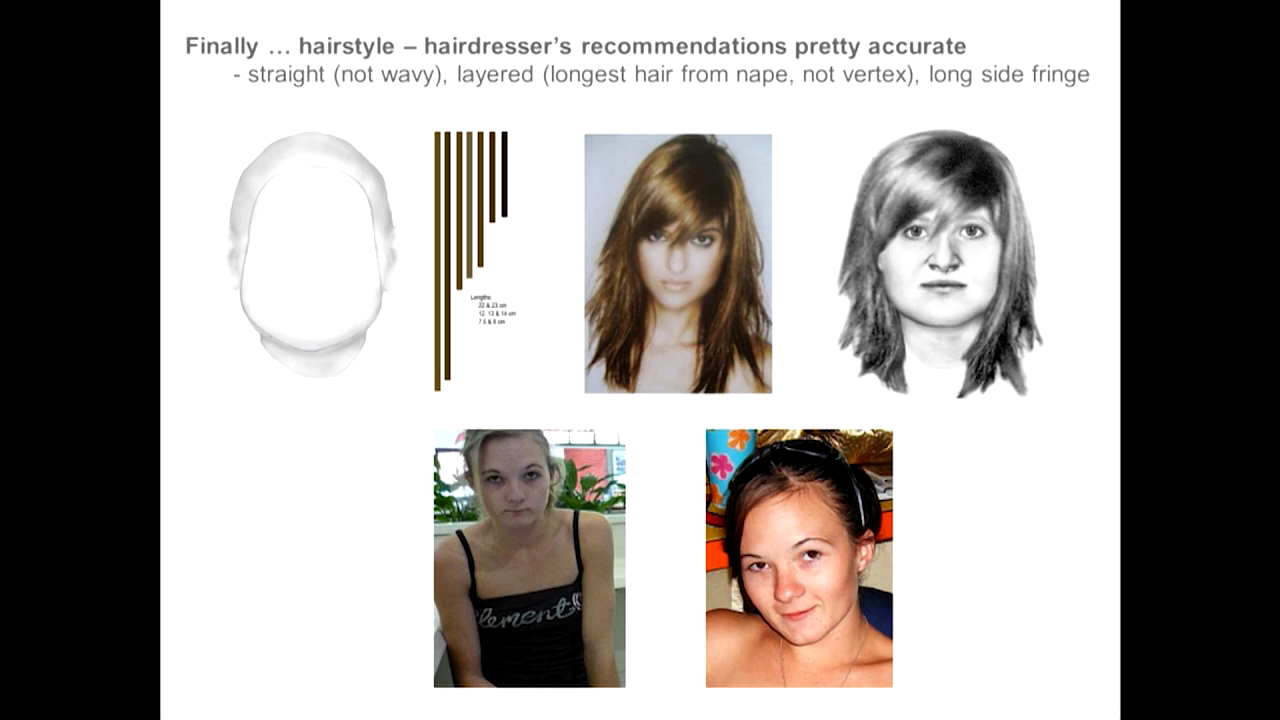 Finally … hairstyle – hairdresser's recommendations pretty accurate
- straight (not wavy), layered (longest hair from nape, not vertex), long side fringe
Lengths
22 & 23 cm
12 13 & 14 cm
7.5 & 8 cm
element